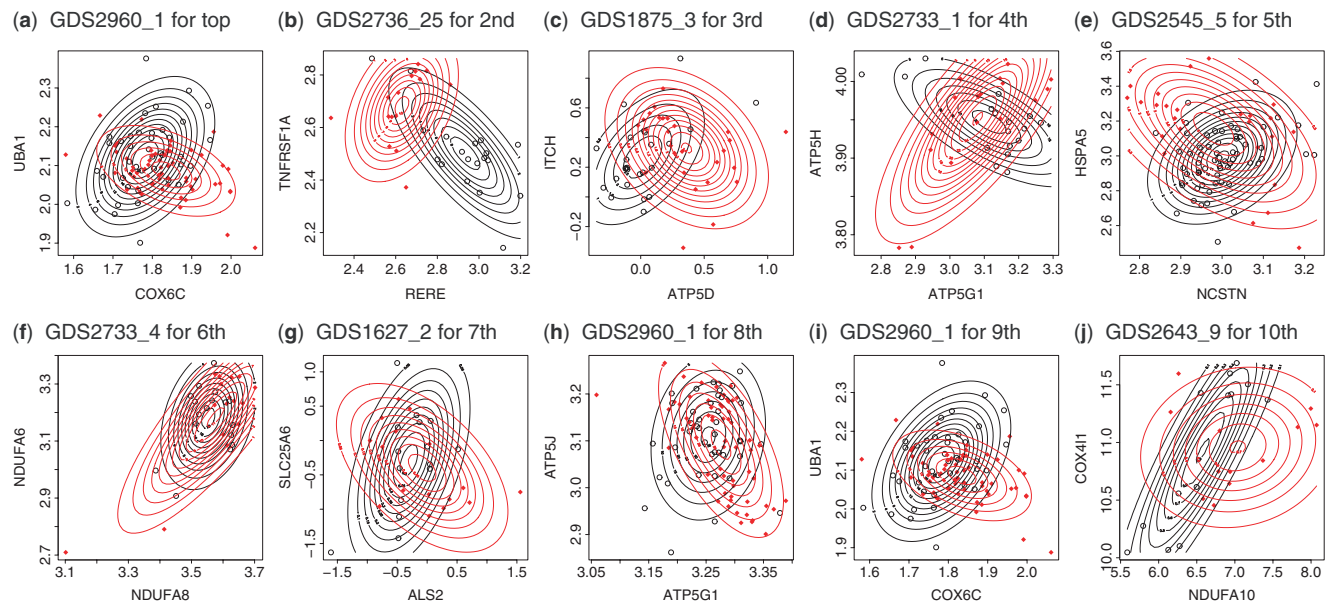 (a) GDS2960_1 for top
(b) GDS2736_25 for 2nd
(c) GDS1875_3 for 3rd
(d) GDS2733_1 for 4th
(e) GDS2545_5 for 5th
UBA1
1.9 2.0 2.1 2.2 2.3
1.6 1.7 1.8 1.9 2.0
COX6C
TNFRSF1A
2.2 2.4 2.6 2.8
2.4 2.6 2.8 3.0 3.2
RERE
ITCH
−0.2 0.2 0.6
0.0 0.5 1.0
ATP5D
ATP5H
3.80 3.90 4.00
2.8 2.9 3.0 3.1 3.2 3.3
ATP5G1
HSPA5
2.6 2.8 3.0 3.2 3.4 3.6
2.8 2.9 3.0 3.1 3.2
NCSTN
(f) GDS2733_4 for 6th
(g) GDS1627_2 for 7th
(h) GDS2960_1 for 8th
(i) GDS2960_1 for 9th
(j) GDS2643_9 for 10th
NDUFA6
2.7 2.9 3.1 3.3
3.1 3.3 3.5 3.7
NDUFA8
SLC25A6
−1.5 −0.5 0.5 1.0
−1.5 −0.5 0.5 1.5
ALS2
ATP5J
2.9 3.0 3.1 3.2
3.05 3.15 3.25 3.35
ATP5G1
UBA1
1.9 2.0 2.1 2.2 2.3
1.6 1.7 1.8 1.9 2.0
COX6C
COX4I1
10.0 10.5 11.0 11.5
5.5 6.0 6.5 7.0 7.5 8.0
NDUFA10